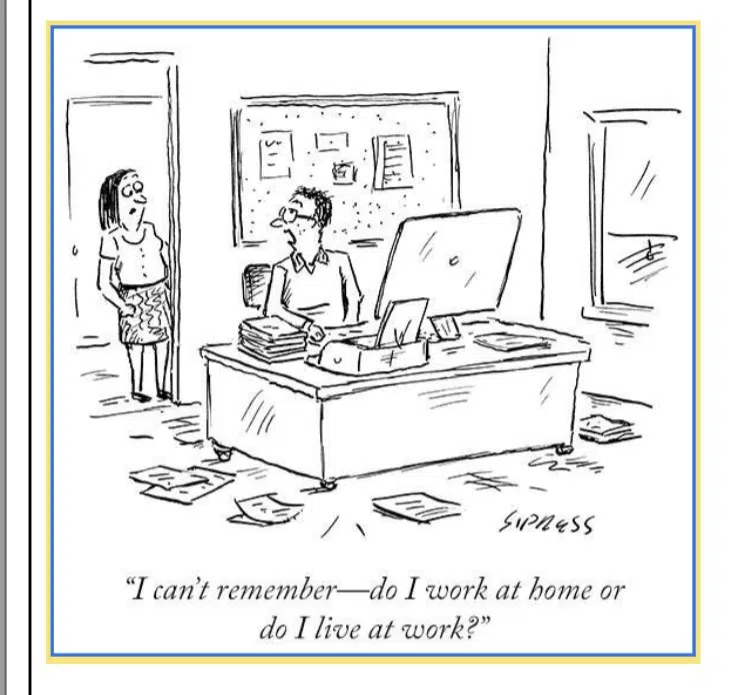 SIPRESS
“I can’t remember—do I work at home or
do I live at work?”